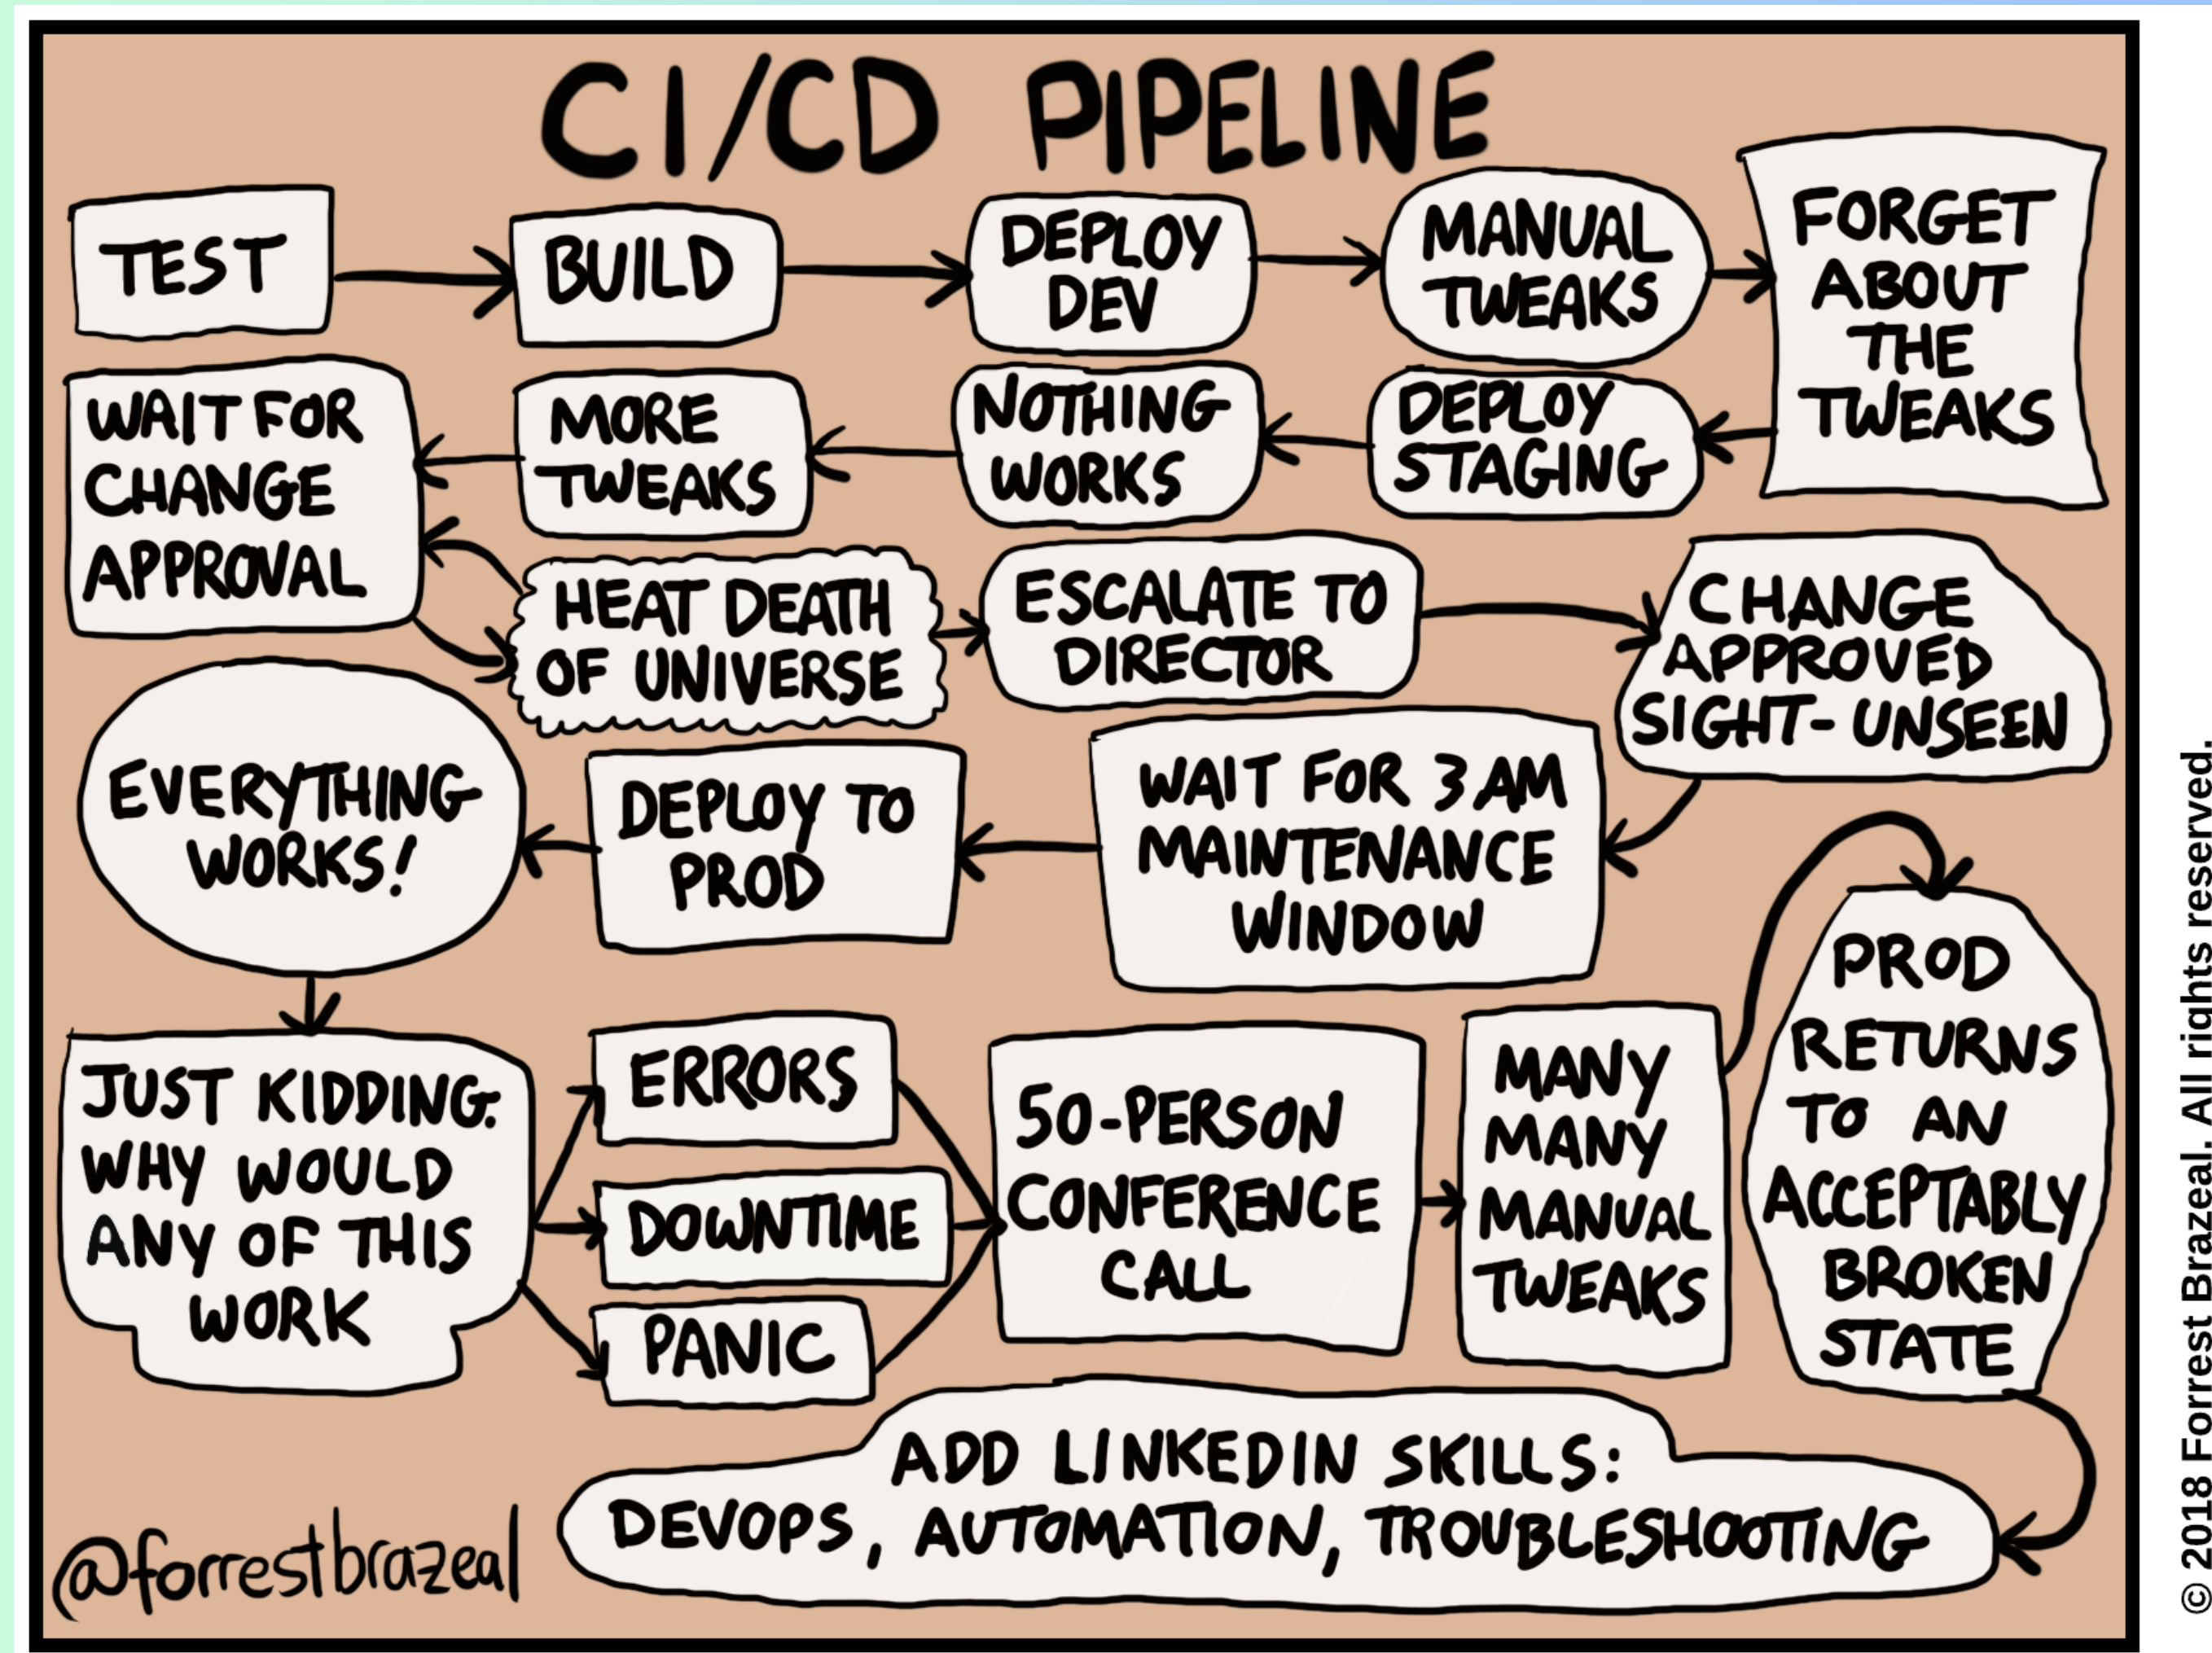 CI/CD PIPELINE
TEST
BUILD
DEPLOY
DEV
MANUAL
TWEAKS
FORGET
ABOUT
THE
TWEAKS
DEPLOY
STAGING
NOTHING
WORKS
MORE
TWEAKS
WAIT FOR
CHANGE
APPROVAL
HEAT DEATH
OF UNIVERSE
ESCALATE TO
DIRECTOR
CHANGE
APPROVED
SIGHT-UNSEEN
WAIT FOR 3 AM
MAINTENANCE
WINDOW
DEPLOY TO
PROD
EVERYTHING
WORKS!
JUST KIDDING.
WHY WOULD
ANY OF THIS
WORK
ERRORS
DOWNTIME
PANIC
50-PERSON
CONFERENCE
CALL
MANY
MANY
MANUAL
TWEAKS
PROD
RETURNS
TO AN
ACCEPTABLY
BROKEN
STATE
ADD LINKEDIN SKILLS:
DEVOPS, AUTOMATION, TROUBLESHOOTING
@forrestbrazeal
© 2018 Forrest Brazeal. All rights reserved.